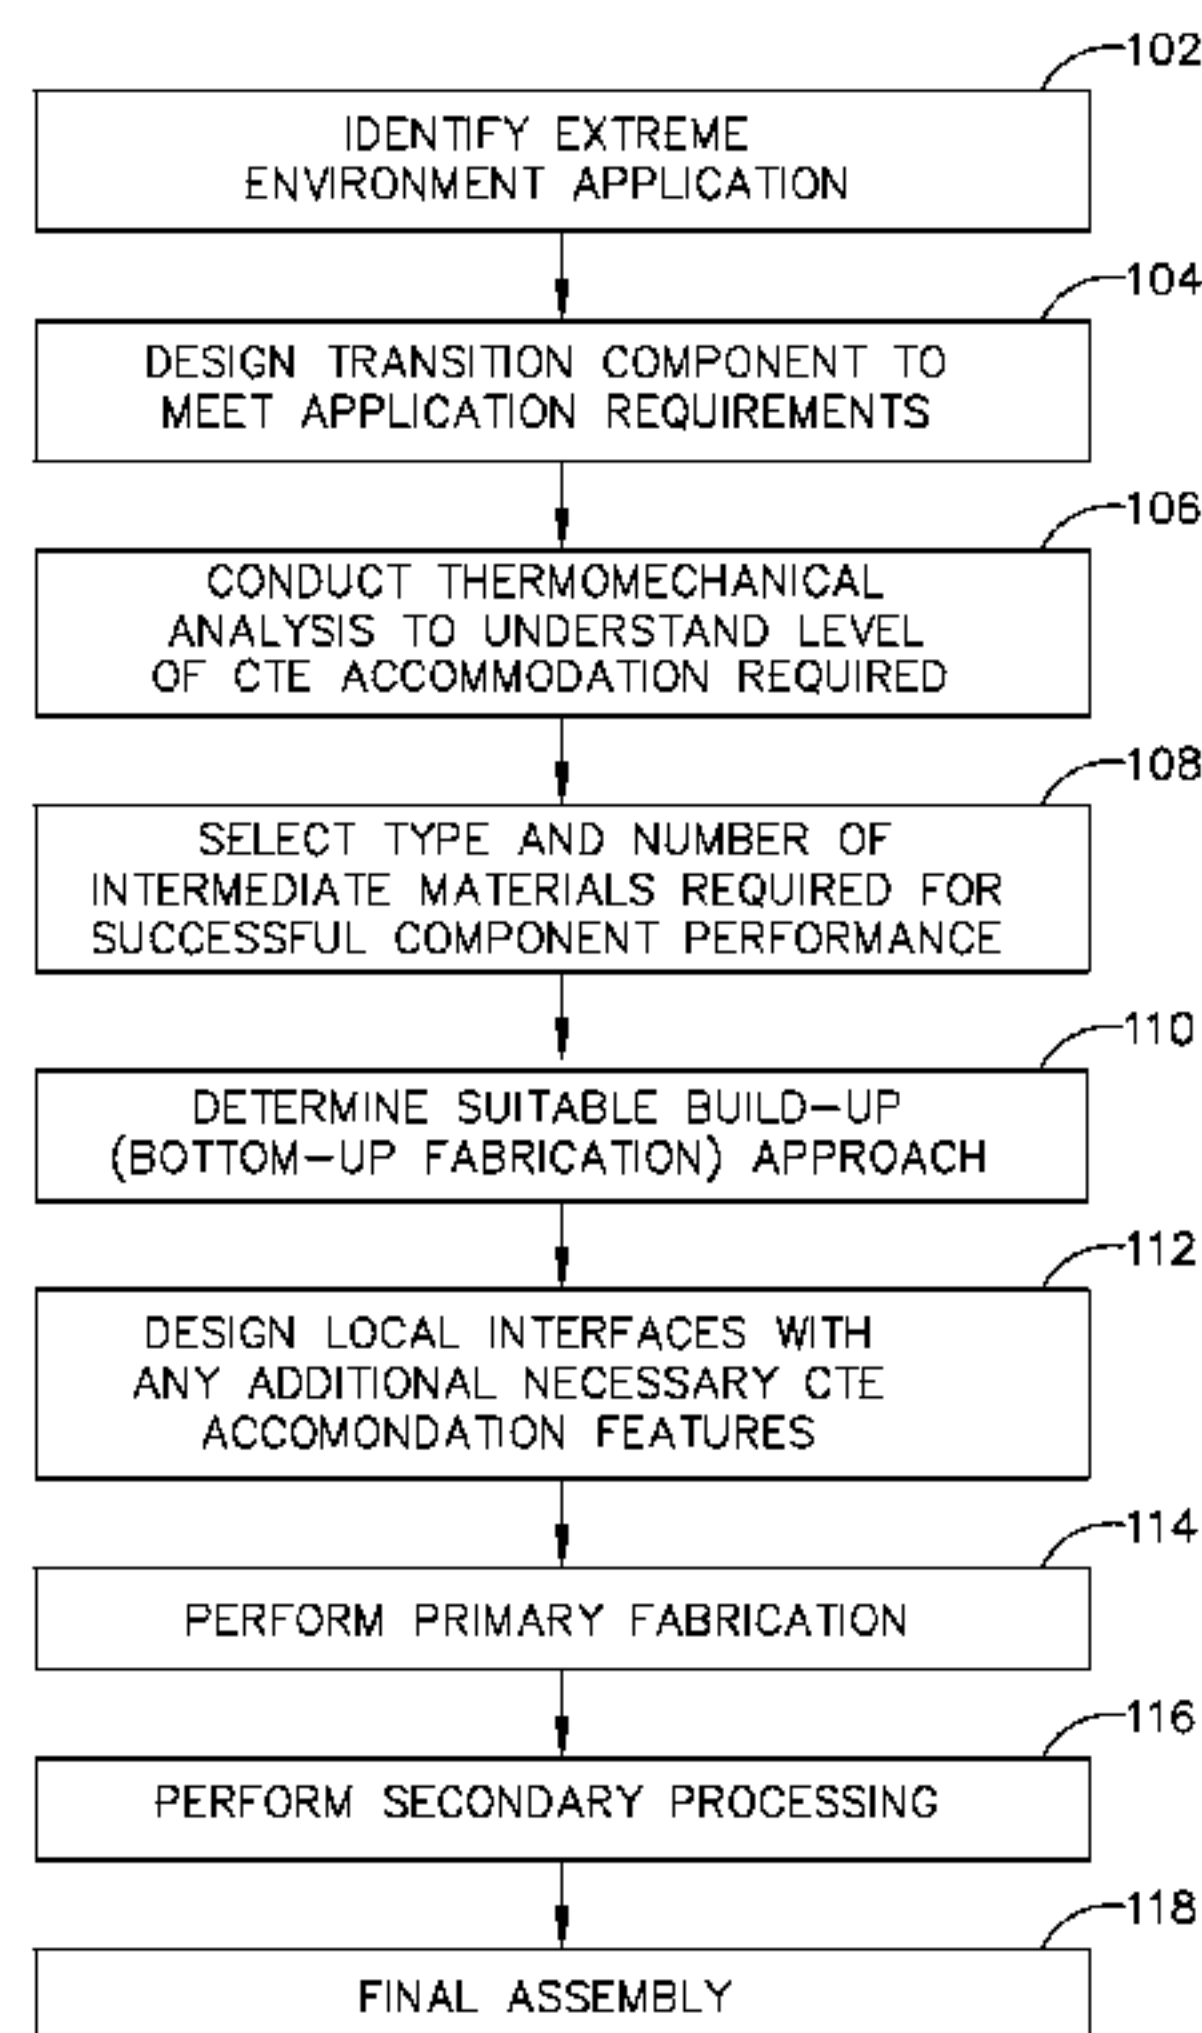 102
IDENTIFY EXTREME
ENVIRONMENT APPLICATION
104
DESIGN TRANSITION COMPONENT TO
MEET APPLICATION REQUIREMENTS
106
CONDUCT THERMOMECHANICAL
ANALYSIS TO UNDERSTAND LEVEL
OF CTE ACCOMMODATION REQUIRED
108
SELECT TYPE AND NUMBER OF
INTERMEDIATE MATERIALS REQUIRED FOR
SUCCESSFUL COMPONENT PERFORMANCE
110
DETERMINE SUITABLE BUILD-UP
(BOTTOM-UP FABRICATION) APPROACH
112
DESIGN LOCAL INTERFACES WITH
ANY ADDITIONAL NECESSARY CTE
ACCOMONDATION FEATURES
114
PERFORM PRIMARY FABRICATION
116
PERFORM SECONDARY PROCESSING
118
FINAL ASSEMBLY